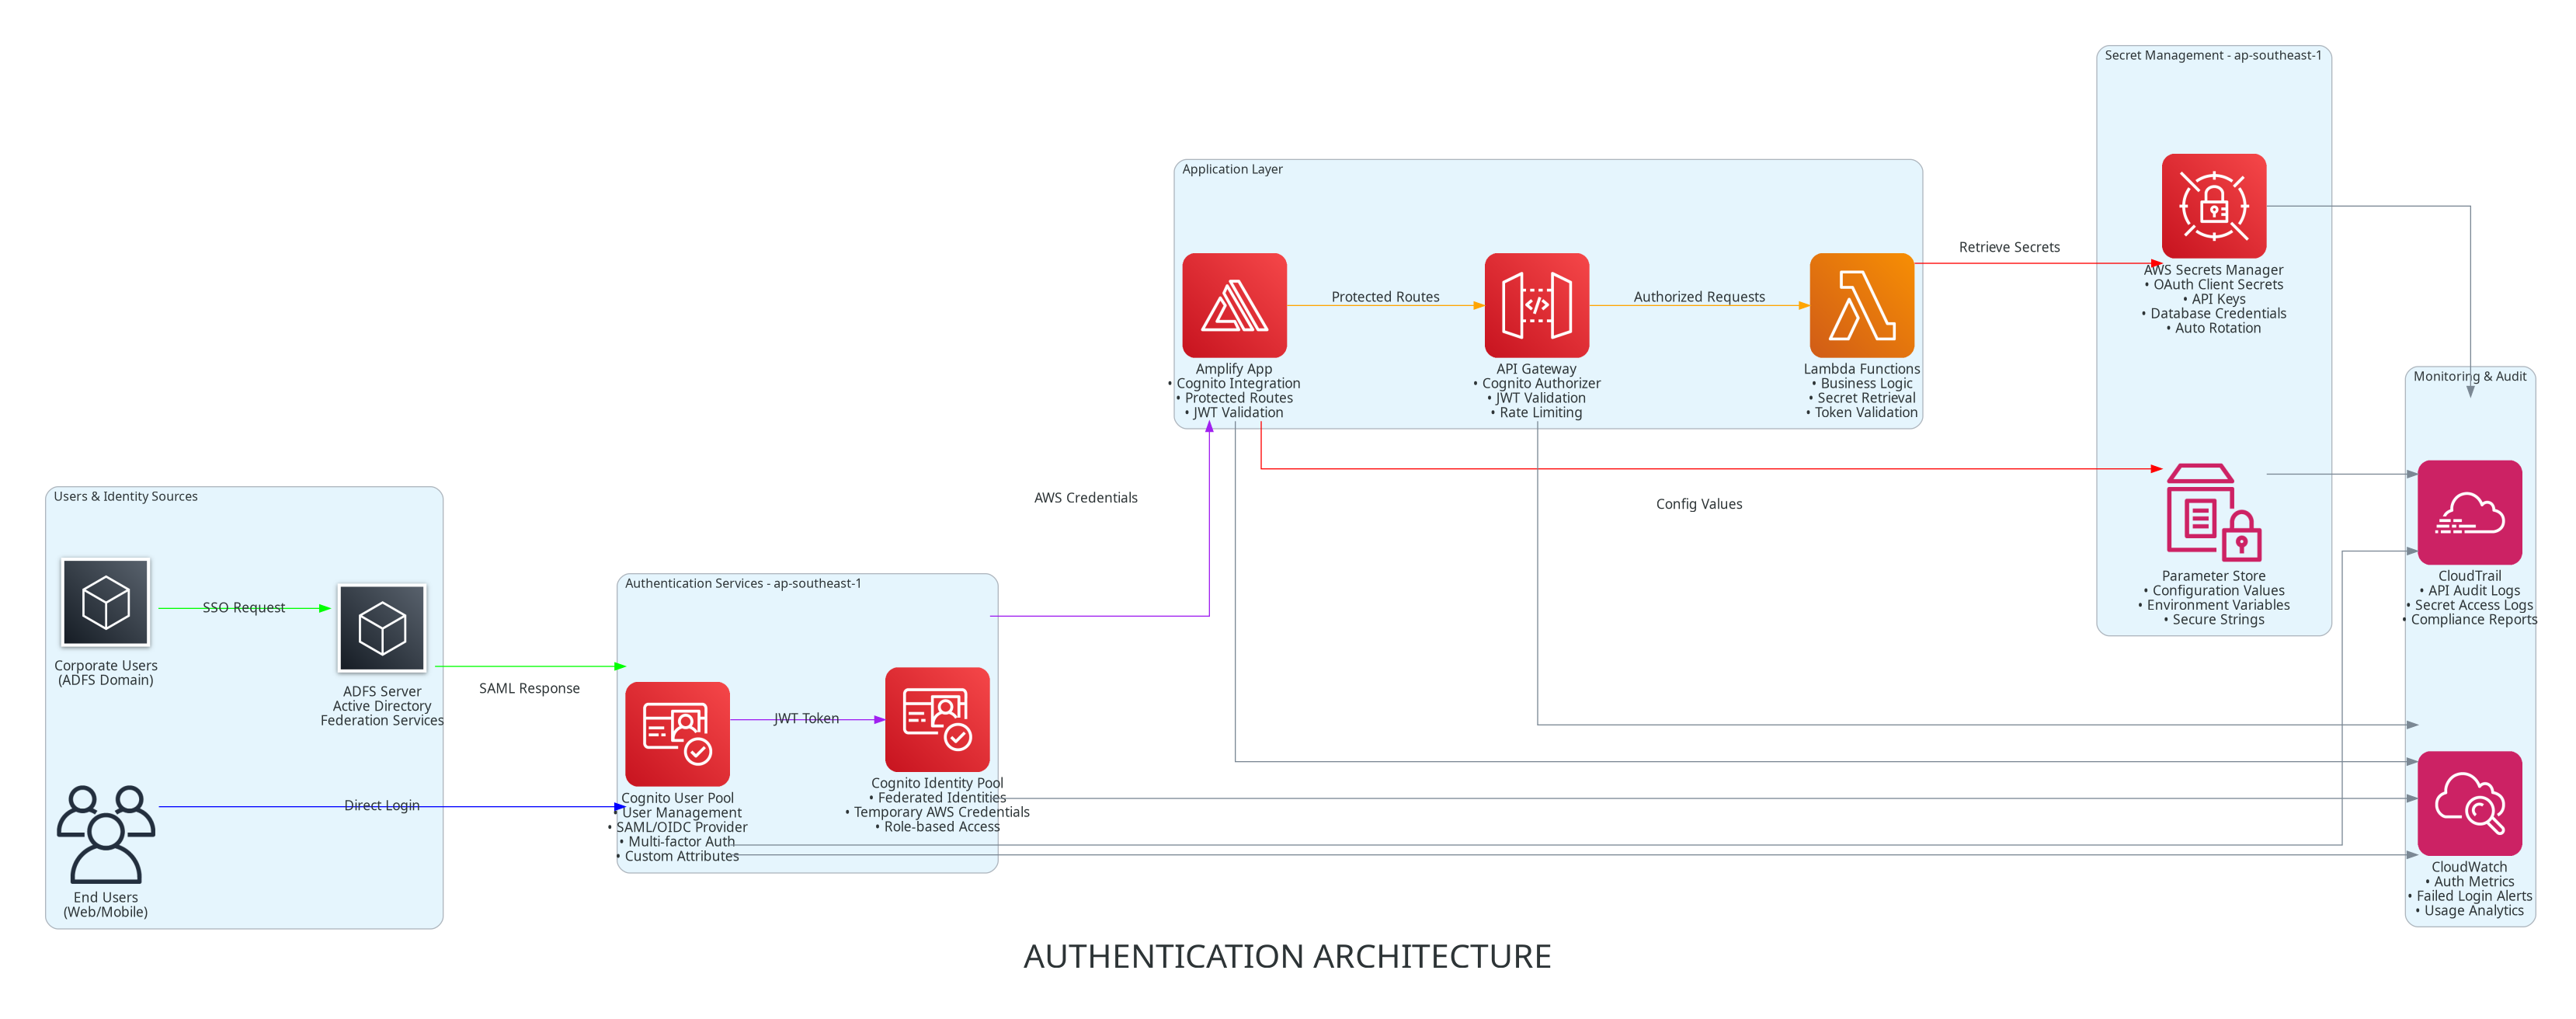 Secret Management - ap-southeast-1
AWS Secrets Manager
• OAuth Client Secrets
• API Keys
• Database Credentials
• Auto Rotation
Parameter Store
• Configuration Values
• Environment Variables
• Secure Strings
Application Layer
Amplify App
• Cognito Integration
• Protected Routes
• JWT Validation
Protected Routes
API Gateway
• Cognito Authorizer
• JWT Validation
• Rate Limiting
Authorized Requests
Lambda Functions
• Business Logic
• Secret Retrieval
• Token Validation
Retrieve Secrets
Config Values
AWS Credentials
Monitoring & Audit
CloudTrail
• API Audit Logs
• Secret Access Logs
• Compliance Reports
CloudWatch
• Auth Metrics
• Failed Login Alerts
• Usage Analytics
Users & Identity Sources
Corporate Users
(ADFS Domain)
SSO Request
ADFS Server
Active Directory
Federation Services
SAML Response
End Users
(Web/Mobile)
Direct Login
Authentication Services - ap-southeast-1
Cognito User Pool
• User Management
• SAML/OIDC Provider
• Multi-factor Auth
• Custom Attributes
JWT Token
Cognito Identity Pool
• Federated Identities
• Temporary AWS Credentials
• Role-based Access
AUTHENTICATION ARCHITECTURE